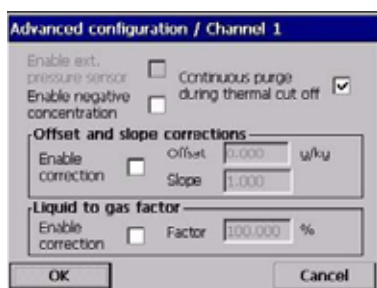 Advanced configuration / Channel 1
Enable ext.
pressure sensor
Continuous purge
during thermal cut off
Enable negative
concentration
Offset and slope corrections
Enable
correction
Offset 0.000 g/kg
Slope 1.000
Liquid to gas factor
Enable
correction
Factor 100.000 %
OK Cancel